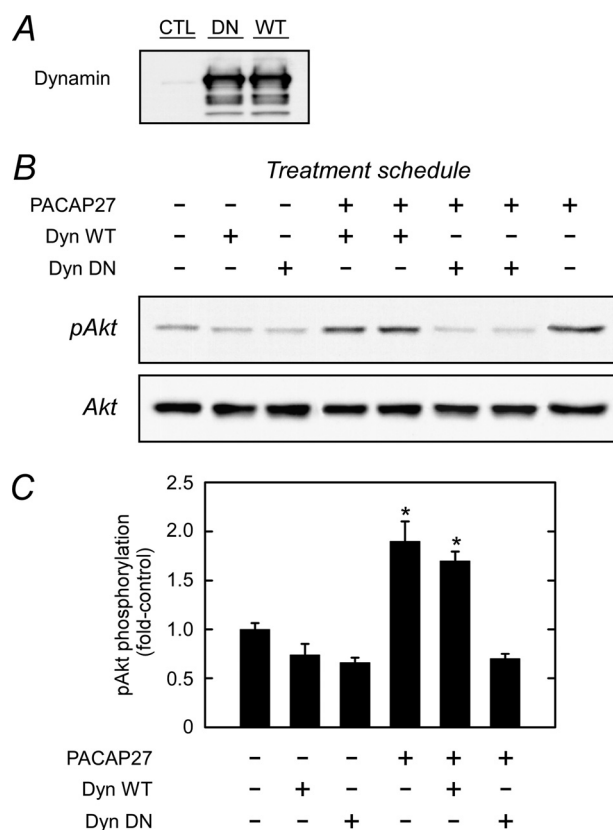 A
CTL DN WT
Dynamin
B
Treatment schedule
PACAP27 – – – + + + + +
Dyn WT – + – + + – – –
Dyn DN – – + – – + + –
pAkt
Akt
C
pAkt phosphorylation
(fold-control)
2.5
2.0
1.5
1.0
0.5
0
* *
PACAP27 – – – + + +
Dyn WT – + – – + –
Dyn DN – – + – – +